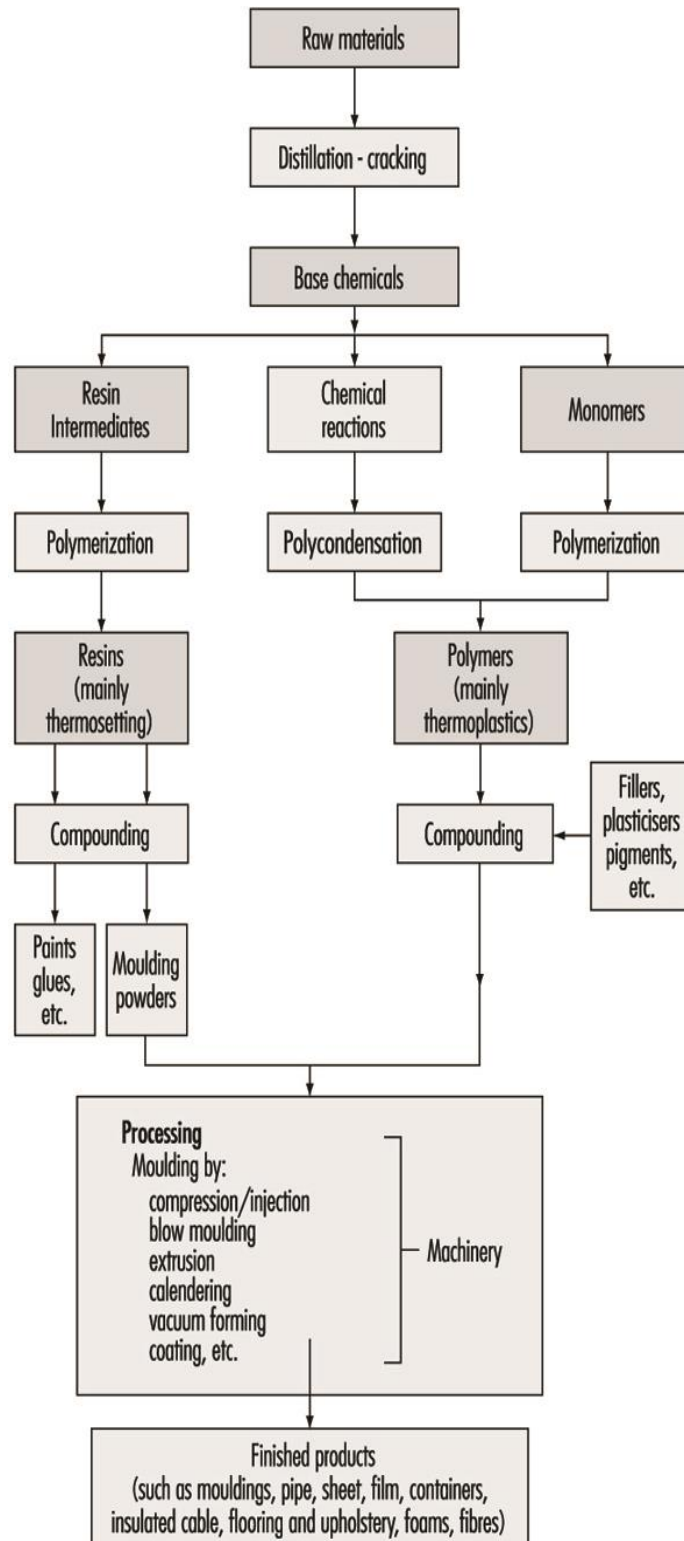 Raw materials
Distillation - cracking
Base chemicals
Resin
Intermediates
Chemical
reactions
Monomers
Polymerization
Polycondensation
Polymerization
Resins
(mainly
thermosetting)
Polymers
(mainly
thermoplastics)
Compounding
Compounding
Fillers,
plasticisers
pigments,
etc.
Paints
glues,
etc.
Moulding
powders
Processing
Moulding by:
compression/injection
blow moulding
extrusion
calendering
vacuum forming
coating, etc.
Machinery
Finished products
(such as mouldings, pipe, sheet, film, containers,
insulated cable, flooring and upholstery, foams, fibres)